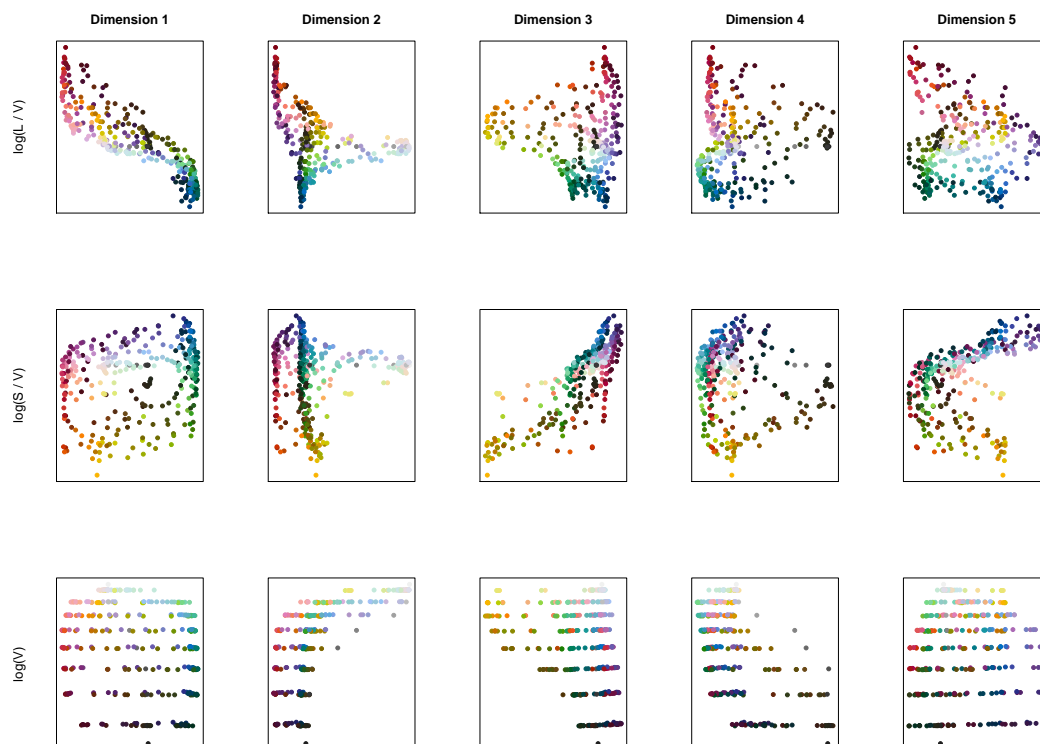 Dimension 1
Dimension 2
Dimension 3
Dimension 4
Dimension 5
log(L / V)
log(S / V)
log(V)